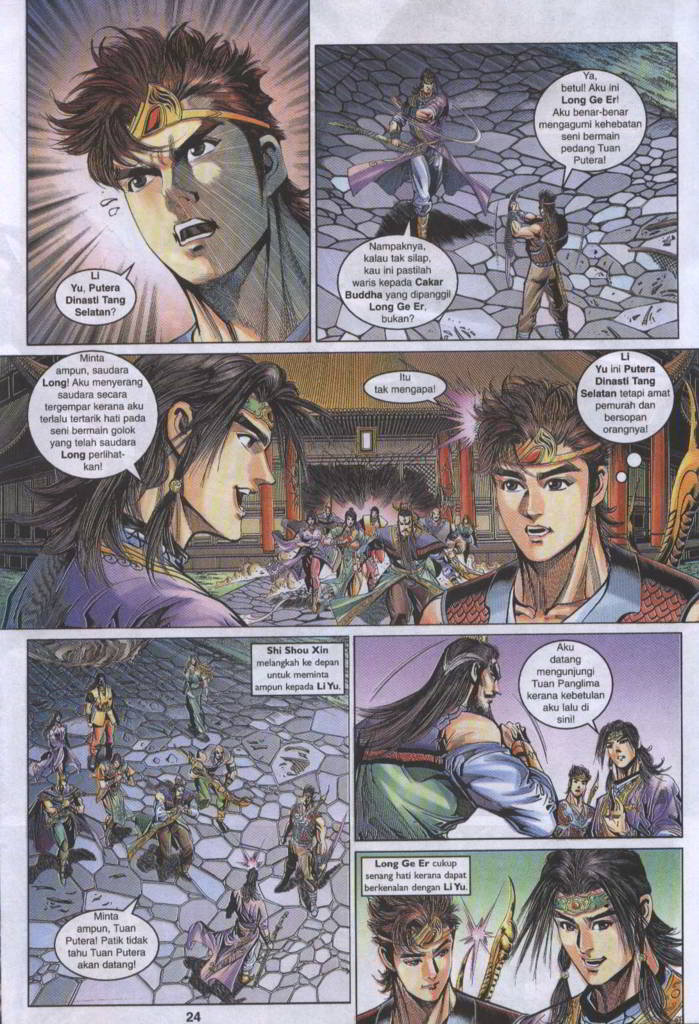 Li
Yu, Putera
Dinasti Tang
Selatan?
Ya,
betul! Aku ini
Long Ge Er!
Aku benar-benar
mengagumi kehebatan
seni bermain
pedang Tuan
Putera!
Nampaknya,
kalau tak silap,
kau ini pastilah
waris kepada Cakar
Buddha yang dipanggil
Long Ge Er,
bukan?
Minta
ampun, saudara
Long! Aku menyerang
saudara secara
tergempar kerana aku
terlalu tertarik hati pada
seni bermain golok
yang telah saudara
Long perlihat-
kan!
Itu
tak mengapa!
Li
Yu ini Putera
Dinasti Tang
Selatan tetapi amat
pemurah dan
bersopan
orangnya!
Shi Shou Xin
melangkah ke depan
untuk meminta
ampun kepada Li Yu.
Minta
ampun, Tuan
Putera! Patik tidak
tahu Tuan Putera
akan datang!
Aku
datang
mengunjungi
Tuan Panglima
kerana kebetulan
aku lalu di
sini!
Long Ge Er cukup
senang hati kerana dapat
berkenalan dengan Li Yu.
24